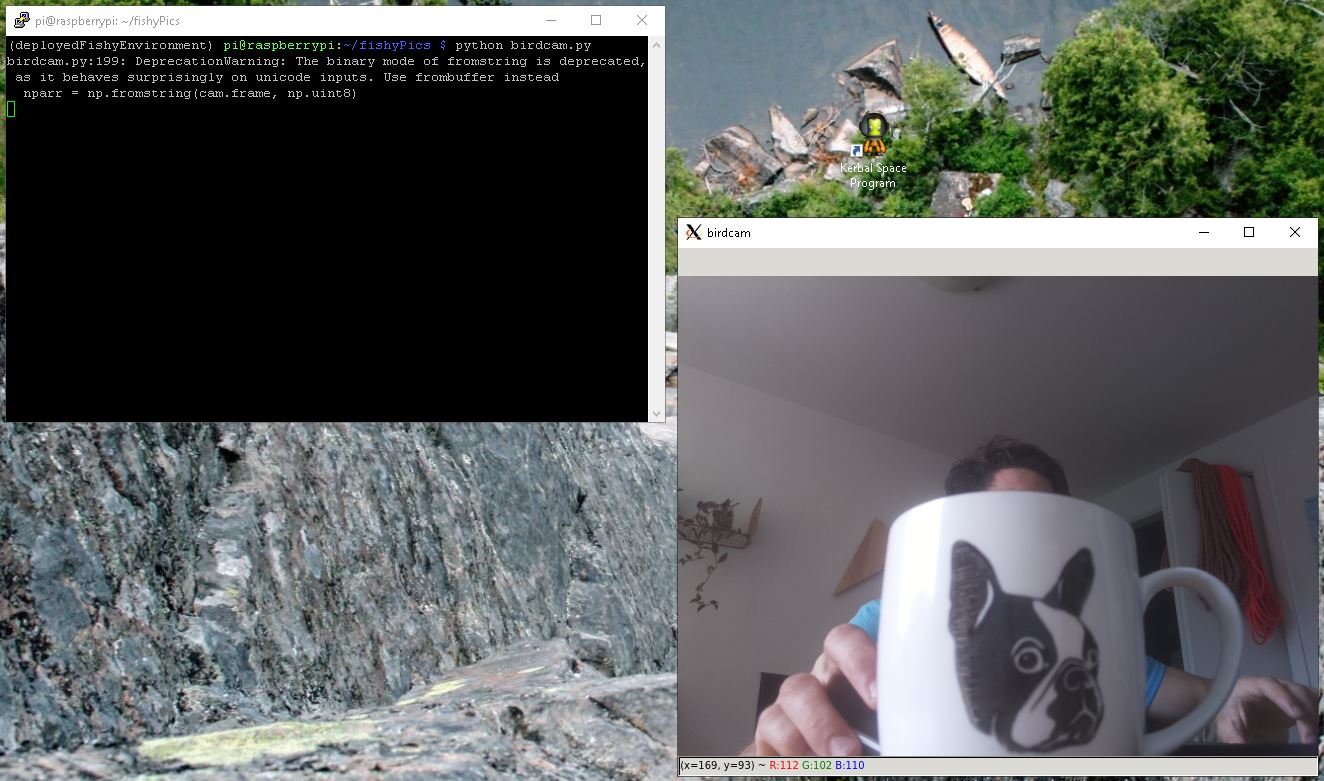 pi@raspberrypi: ~/fishyPics
(deployedFishyEnvironment) pi@raspberrypi:~/fishyPics $ python birdcam.py
birdcam.py:199: DeprecationWarning: The binary mode of fromstring is deprecated,
 as it behaves surprisingly on unicode inputs. Use frombuffer instead
  nparr = np.fromstring(cam.frame, np.uint8)
Kerbal Space
Program
birdcam
(x=169, y=93) ~ R:112 G:102 B:110